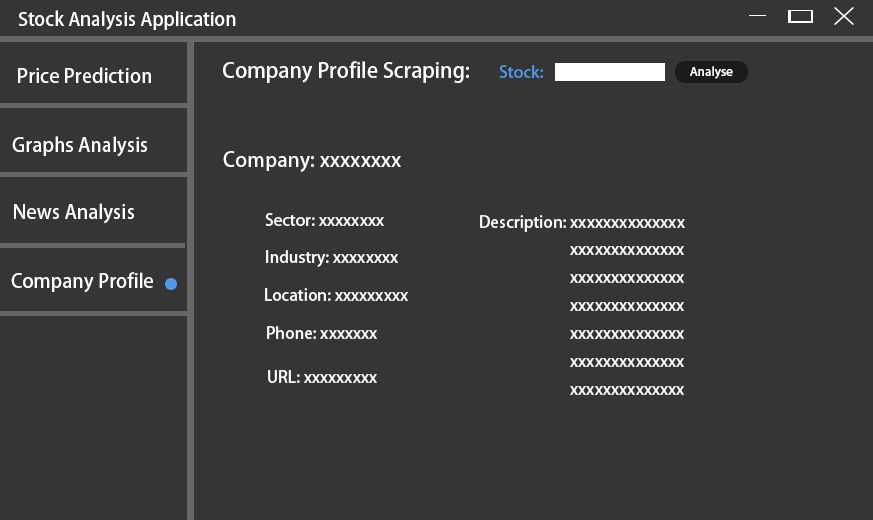 Stock Analysis Application
Price Prediction
Graphs Analysis
News Analysis
Company Profile
Company Profile Scraping: Stock: Analyse
Company: xxxxxxxx
Sector: xxxxxxxx
Industry: xxxxxxxx
Location: xxxxxxxxx
Phone: xxxxxxx
URL: xxxxxxxxx
Description: xxxxxxxxxxxxxx
xxxxxxxxxxxxxx
xxxxxxxxxxxxxx
xxxxxxxxxxxxxx
xxxxxxxxxxxxxx
xxxxxxxxxxxxxx
xxxxxxxxxxxxxx